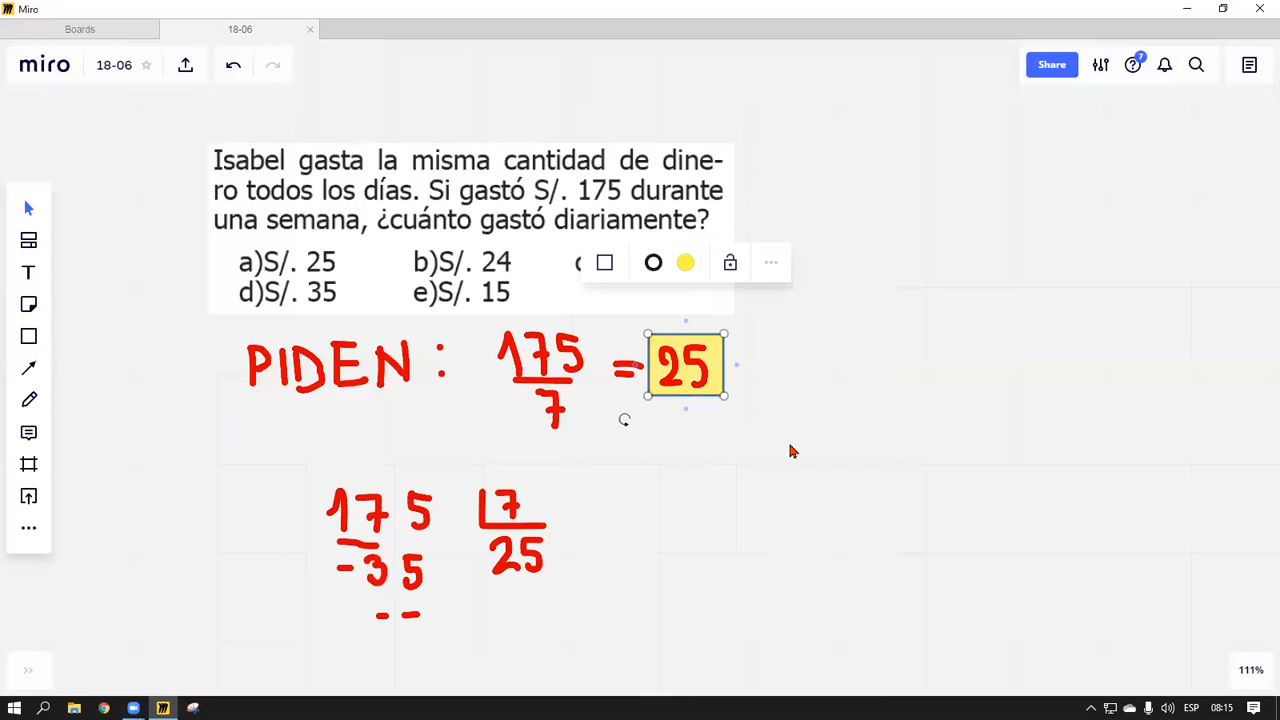 Miro
Boards
18-06
miro
18-06
Share
7
Isabel gasta la misma cantidad de dine-
ro todos los días. Si gastó S/. 175 durante
una semana, ¿cuánto gastó diariamente?
a)S/. 25 b)S/. 24
d)S/. 35 e)S/. 15
PIDEN: 175 = 25
7
175 7
-35 25
--
111%
ESP 08:15